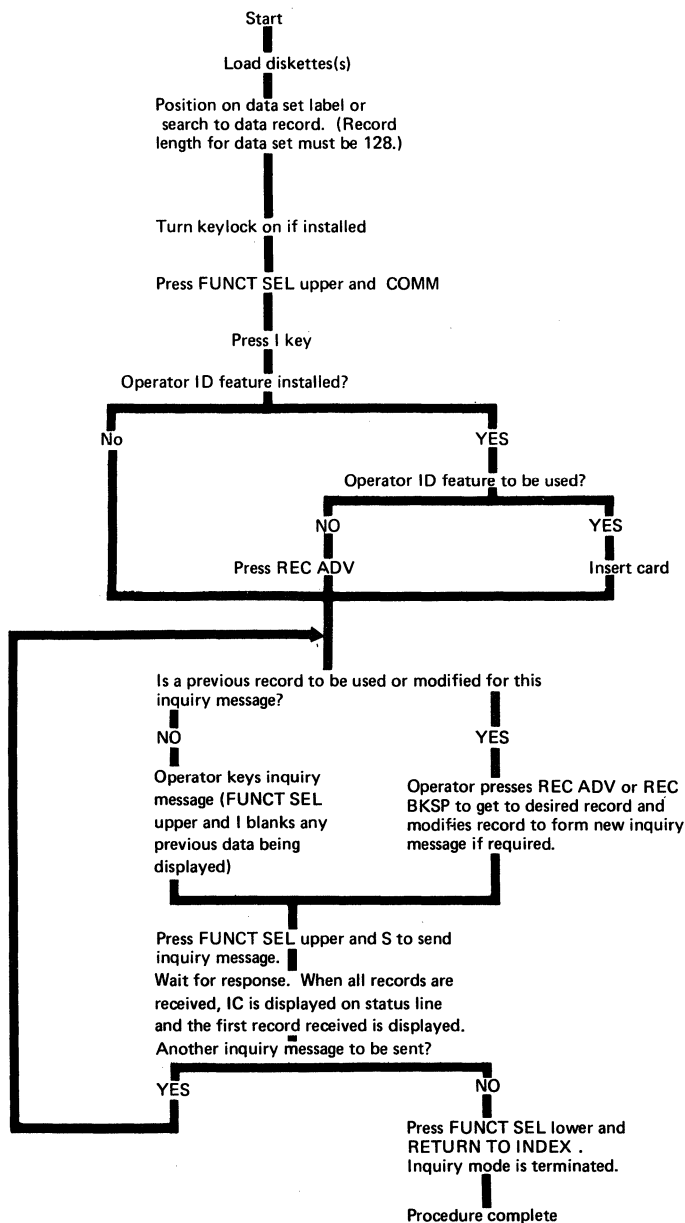 Start
Load diskettes(s)
Position on data set label or
search to data record. (Record
length for data set must be 128.)
Turn keylock on if installed
Press FUNCT SEL upper and COMM
Press I key
Operator ID feature installed?
No
YES
Operator ID feature to be used?
NO
YES
Press REC ADV
Insert card
Is a previous record to be used or modified for this
inquiry message?
NO
YES
Operator keys inquiry
message (FUNCT SEL
upper and I blanks any
previous data being
displayed)
Operator presses REC ADV or REC
BKSP to get to desired record and
modifies record to form new inquiry
message if required.
Press FUNCT SEL upper and S to send
inquiry message.
Wait for response. When all records are
received, IC is displayed on status line
and the first record received is displayed.
Another inquiry message to be sent?
YES
NO
Press FUNCT SEL lower and
RETURN TO INDEX .
Inquiry mode is terminated.
Procedure complete